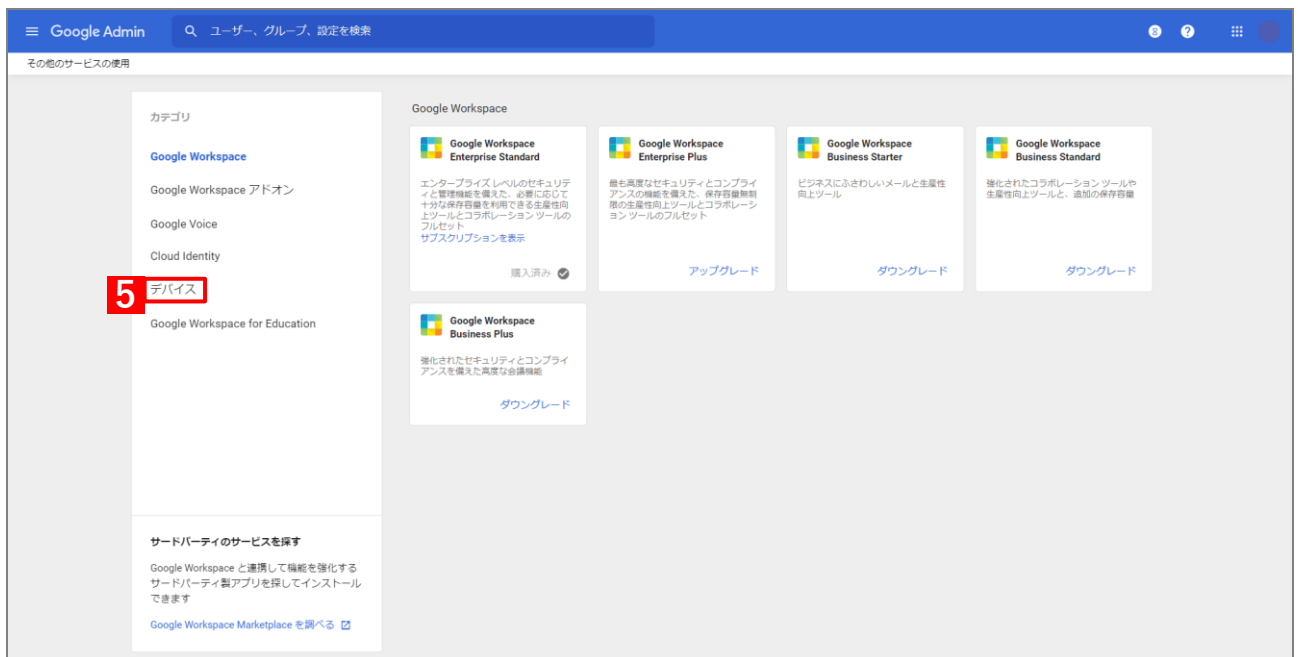 Google Admin
ユーザー、グループ、設定を検索
その他のサービスの使用
カテゴリ
Google Workspace
Google Workspace アドオン
Google Voice
Cloud Identity
5
デバイス
Google Workspace for Education
サードパーティのサービスを探す
Google Workspace と連携して機能を強化する
サードパーティ製アプリを探してインストール
できます
Google Workspace Marketplace を調べる
Google Workspace
Google Workspace
Enterprise Standard
エンタープライズ レベルのセキュリテ
ィと管理機能を備えた、必要に応じて
十分な保存容量を利用できる生産性向
上ツールとコラボレーション ツールの
フルセット
サブスクリプションを表示
購入済み
Google Workspace
Enterprise Plus
最も高度なセキュリティとコンプライ
アンスの機能を備えた、保存容量無制
限の生産性向上ツールとコラボレーシ
ョン ツールのフルセット
アップグレード
Google Workspace
Business Starter
ビジネスにふさわしいメールと生産性
向上ツール
ダウングレード
Google Workspace
Business Standard
強化されたコラボレーション ツールや
生産性向上ツールと、追加の保存容量
ダウングレード
Google Workspace
Business Plus
強化されたセキュリティとコンプライ
アンスを備えた高度な会議機能
ダウングレード